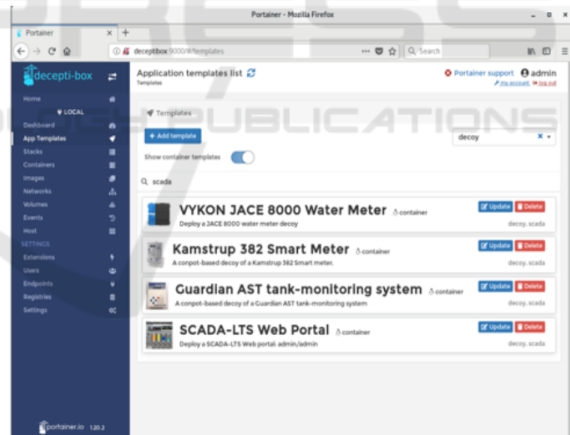 Portainer - Mozilla Firefox
Portainer
deceptibox:9000/#/templates
Search
decepti-box
Application templates list
Templates
Portainer support
admin
my account
log out
Home
LOCAL
Dashboard
App Templates
Stacks
Containers
Images
Networks
Volumes
Events
Host
SETTINGS
Extensions
Users
Endpoints
Registries
Settings
portainer.io 1.20.2
Templates
+ Add template
decoy
Show container templates
scada
VYKON JACE 8000 Water Meter container
Update Delete
Deploy a JACE 8000 water meter decoy
decoy, scada
Kamstrup 382 Smart Meter container
Update Delete
A conpot-based decoy of a Kamstrup 382 Smart meter.
decoy, scada
Guardian AST tank-monitoring system container
Update Delete
A conpot-based decoy of a Guardian AST tank-monitoring system
decoy, scada
SCADA-LTS Web Portal container
Update Delete
Deploy a SCADA-LTS Web portal: admin/admin
decoy, scada
PUBLICATIONS